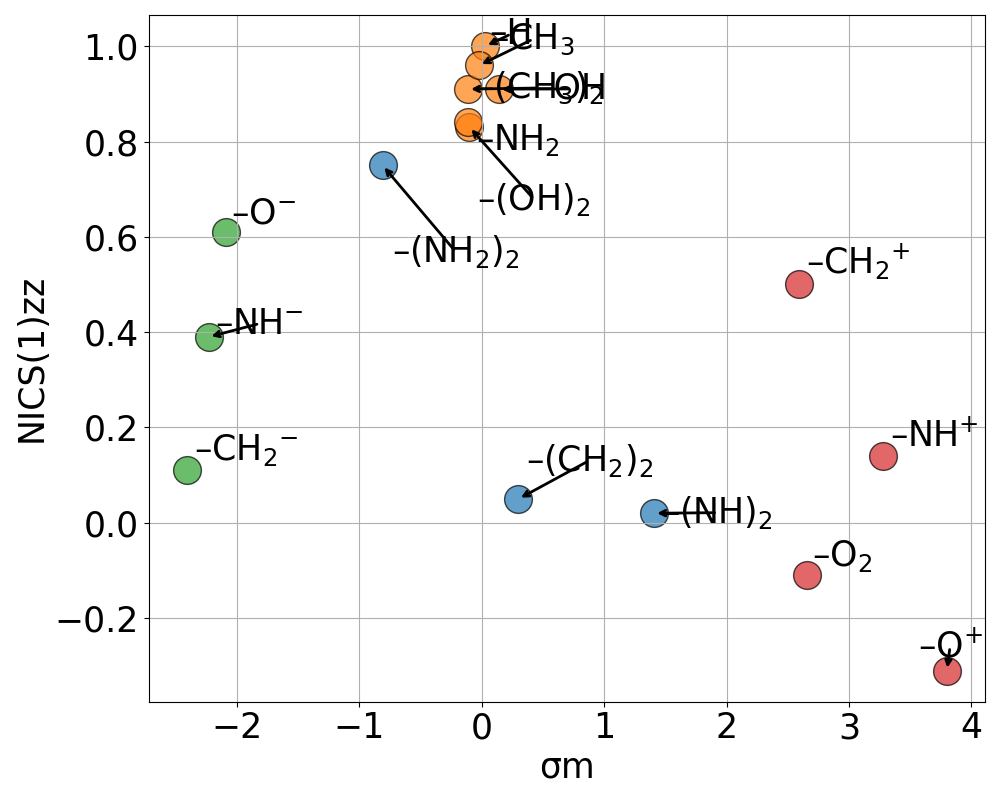 –H
–CH₃
–(CH₃)₂
–OH
–NH₂
–(OH)₂
–(NH₂)₂
–O⁻
–NH⁻
–CH₂⁻
–CH₂⁺
–NH⁺
–(CH₂)₂
–(NH)₂
–O₂
–O⁺
1.0
0.8
0.6
0.4
0.2
0.0
−0.2
NICS(1)zz
−2 −1 0 1 2 3 4
σm